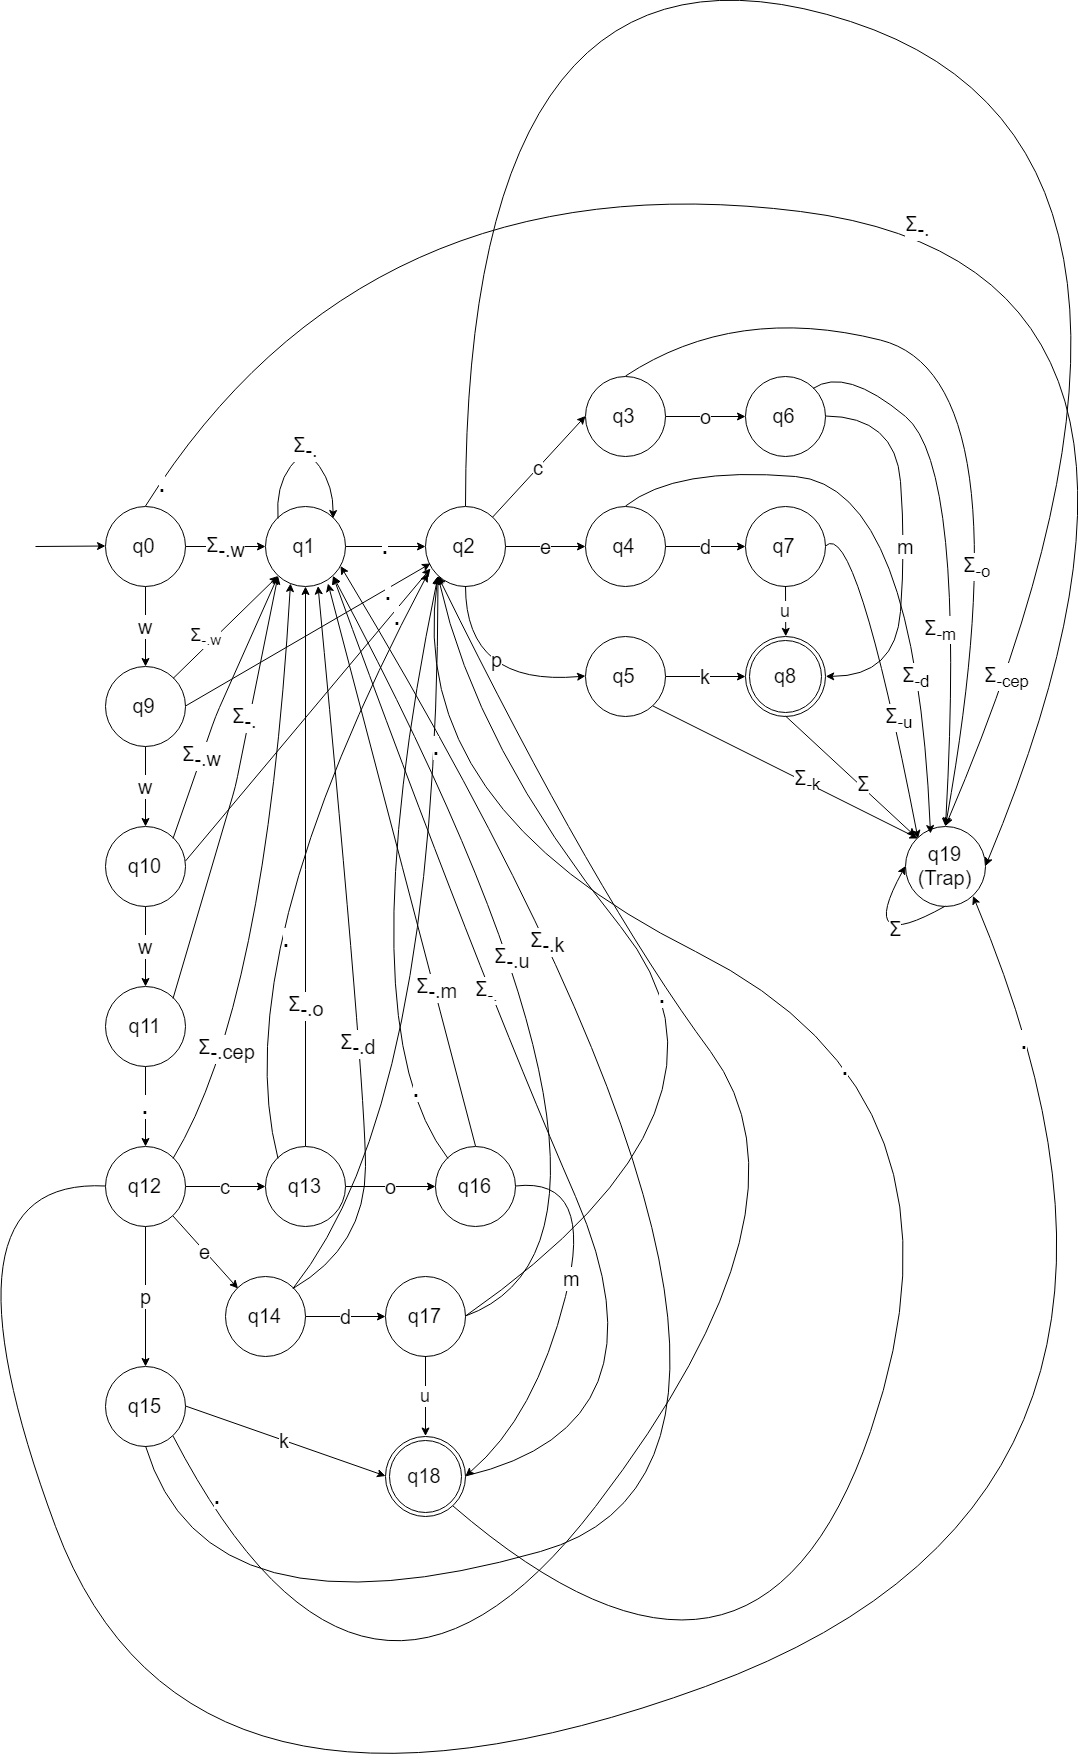 Σ-.
.
q3
o
q6
Σ-.
c
m
Σ-o
q0
Σ-.w
q1
.
q2
e
q4
d
q7
u
w
Σ-.w
.
.
p
q5
k
q8
Σ-m
Σ-d
Σ-cep
q9
Σ-.
Σ-u
Σ-.w
.
w
Σ-k
Σ
q10
q19
(Trap)
Σ
w
.
Σ-.k
Σ-.u
Σ-.m
Σ-.
.
q11
Σ-.o
Σ-.d
Σ-.cep
.
.
.
.
q12
c
q13
o
q16
e
m
p
q14
d
q17
u
q15
k
q18
.